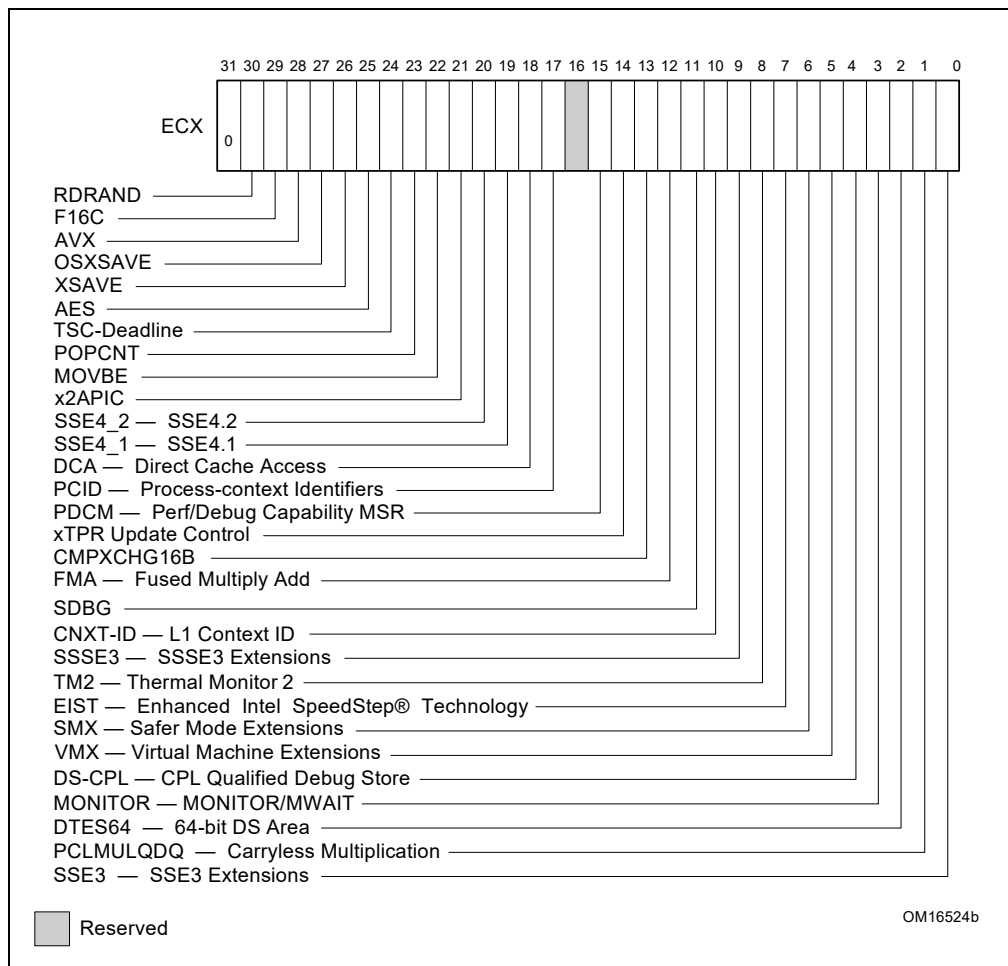 31 30 29 28 27 26 25 24 23 22 21 20 19 18 17 16 15 14 13 12 11 10 9 8 7 6 5 4 3 2 1 0
ECX
0
RDRAND
F16C
AVX
OSXSAVE
XSAVE
AES
TSC-Deadline
POPCNT
MOVBE
x2APIC
SSE4_2 — SSE4.2
SSE4_1 — SSE4.1
DCA — Direct Cache Access
PCID — Process-context Identifiers
PDCM — Perf/Debug Capability MSR
xTPR Update Control
CMPXCHG16B
FMA — Fused Multiply Add
SDBG
CNXT-ID — L1 Context ID
SSSE3 — SSSE3 Extensions
TM2 — Thermal Monitor 2
EIST — Enhanced Intel SpeedStep® Technology
SMX — Safer Mode Extensions
VMX — Virtual Machine Extensions
DS-CPL — CPL Qualified Debug Store
MONITOR — MONITOR/MWAIT
DTES64 — 64-bit DS Area
PCLMULQDQ — Carryless Multiplication
SSE3 — SSE3 Extensions
OM16524b
Reserved